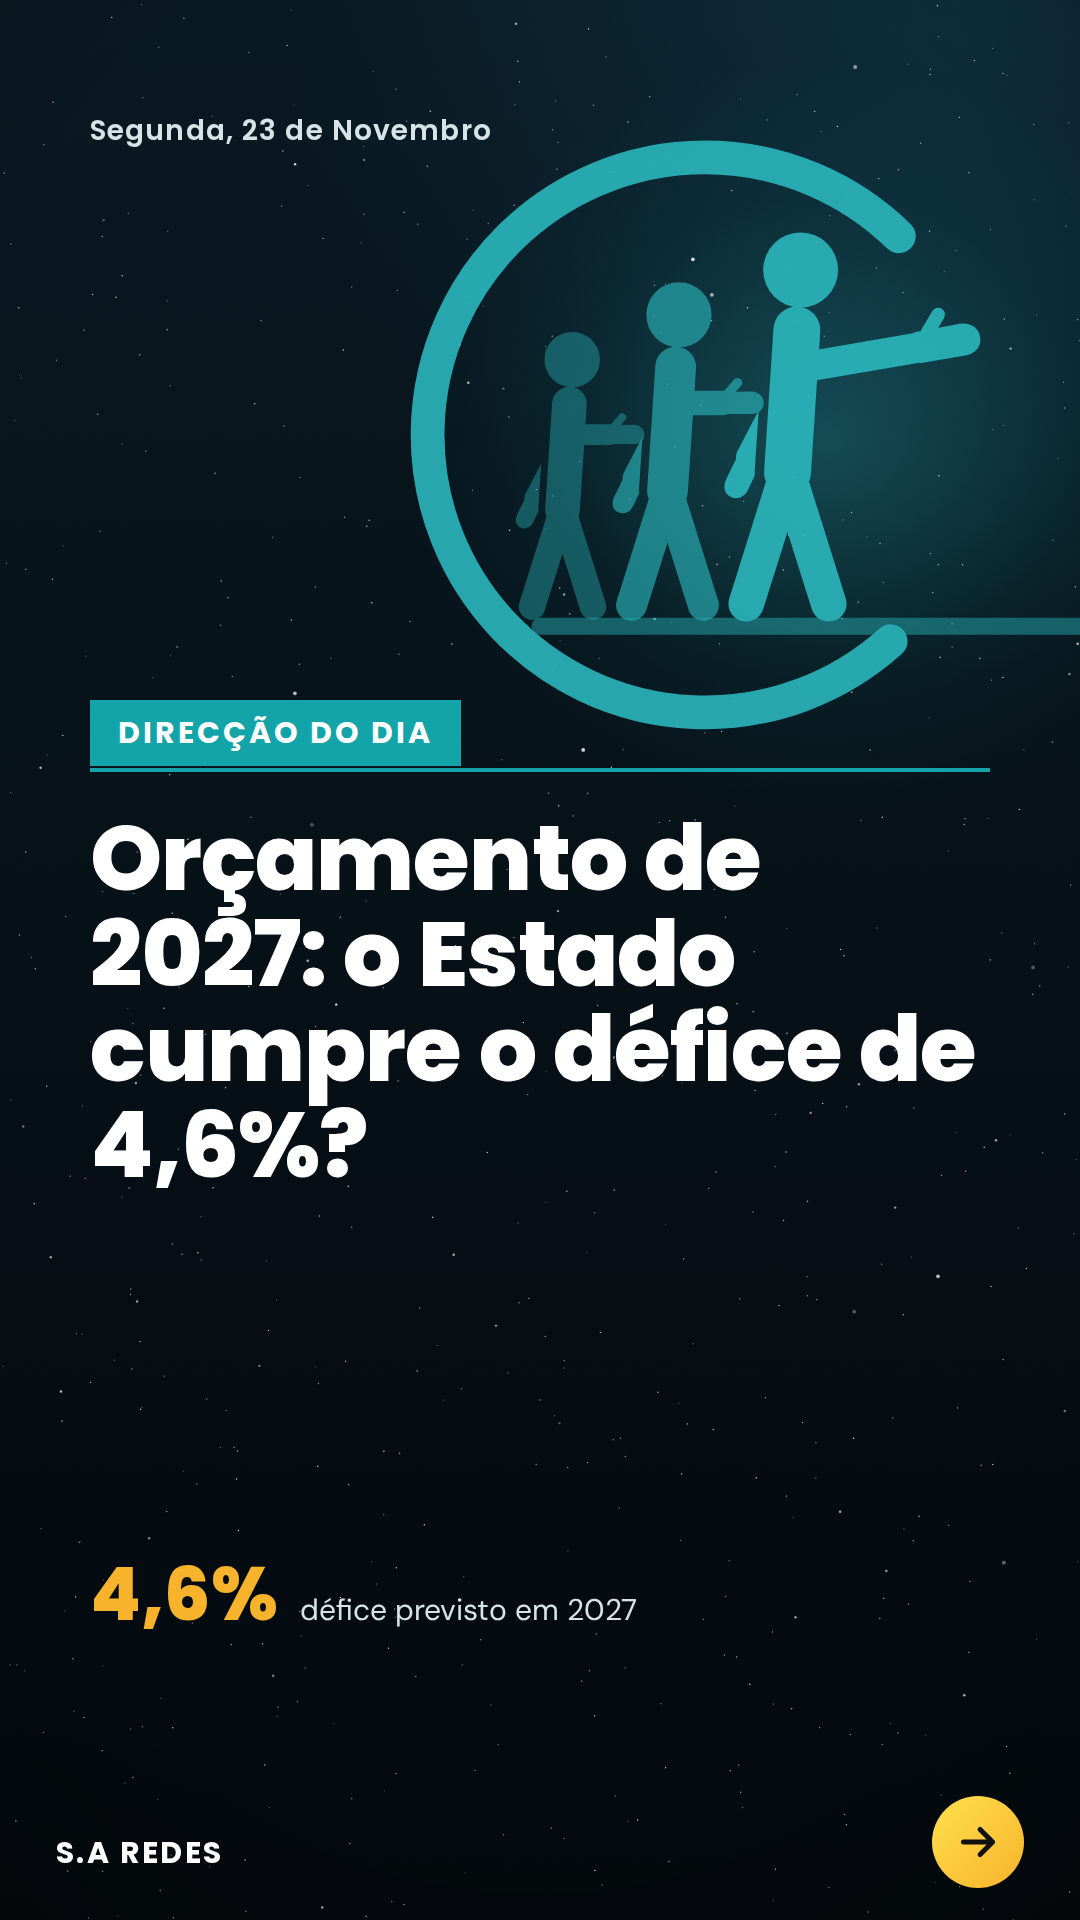 Segunda, 23 de Novembro
DIRECÇÃO DO DIA
Orçamento de
2027: o Estado
cumpre o défice de
4,6%?
4,6% défice previsto em 2027
S.A REDES